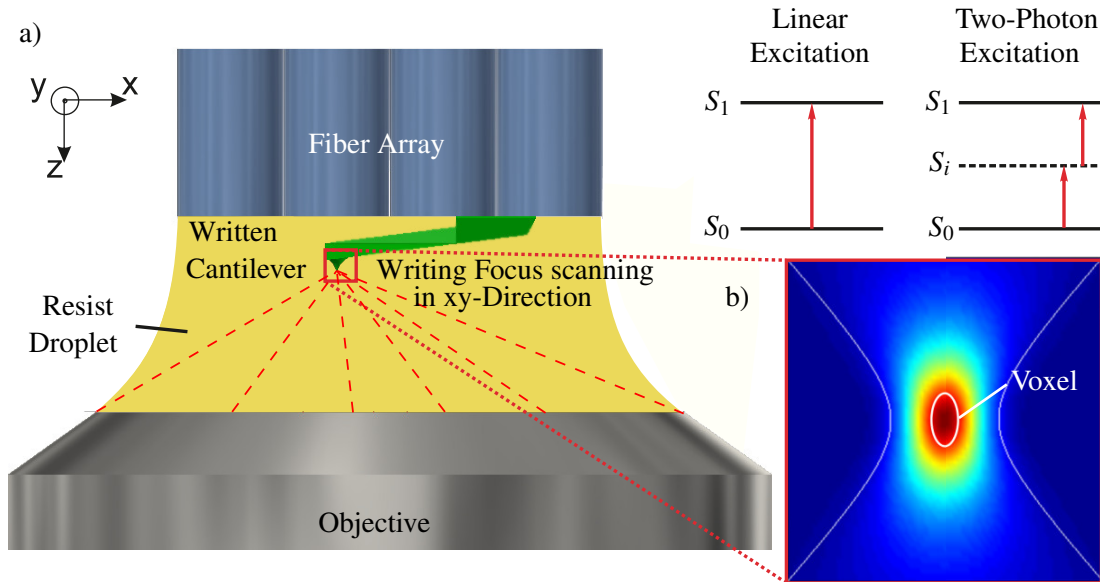 a)
y
x
z
Fiber Array
Written
Cantilever
Writing Focus scanning
in xy-Direction
Resist
Droplet
Objective
Linear
Excitation
Two-Photon
Excitation
S₁
S₀
S₁
Sᵢ
S₀
b)
Voxel